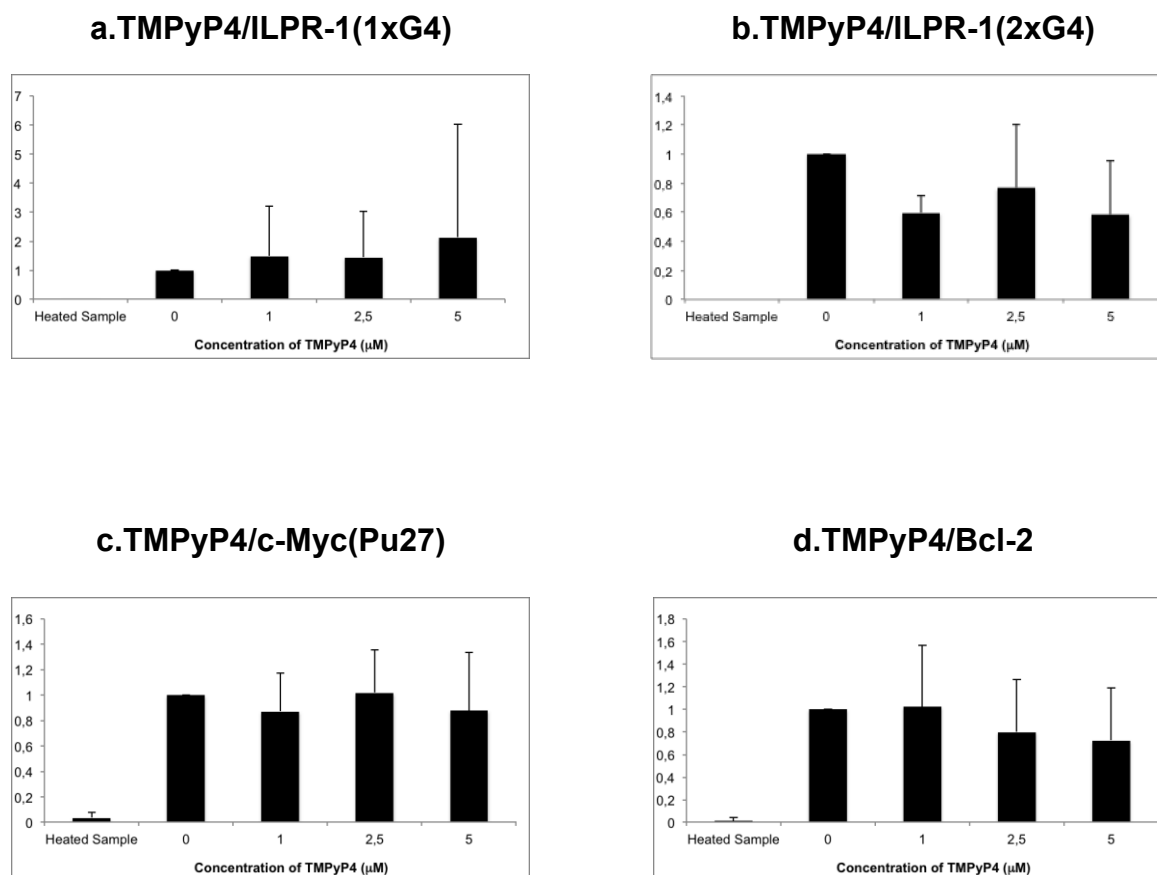 a.TMPyP4/ILPR-1(1xG4)
7
6
5
4
3
2
1
0
Heated Sample 0 1 2,5 5
Concentration of TMPyP4 (µM)
b.TMPyP4/ILPR-1(2xG4)
1,4
1,2
1
0,8
0,6
0,4
0,2
0
Heated Sample 0 1 2,5 5
Concentration of TMPyP4 (µM)
c.TMPyP4/c-Myc(Pu27)
1,6
1,4
1,2
1
0,8
0,6
0,4
0,2
0
Heated Sample 0 1 2,5 5
Concentration of TMPyP4 (µM)
d.TMPyP4/Bcl-2
1,8
1,6
1,4
1,2
1
0,8
0,6
0,4
0,2
0
Heated Sample 0 1 2,5 5
Concentration of TMPyP4 (µM)